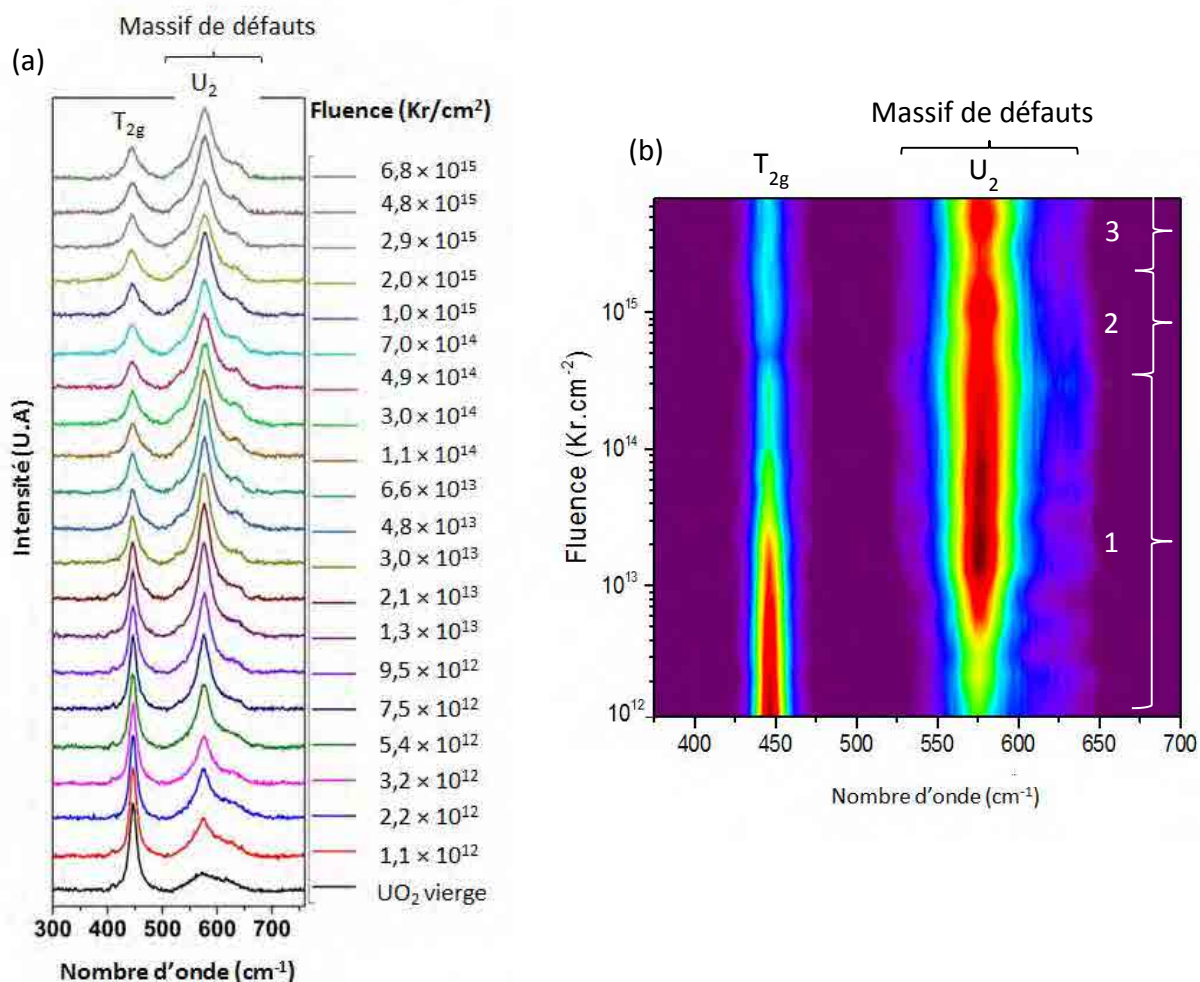 Massif de défauts
(a)
U2
T2g
Fluence (Kr/cm²)
6,8 × 10¹⁵
4,8 × 10¹⁵
2,9 × 10¹⁵
2,0 × 10¹⁵
1,0 × 10¹⁵
7,0 × 10¹⁴
4,9 × 10¹⁴
3,0 × 10¹⁴
1,1 × 10¹⁴
6,6 × 10¹³
4,8 × 10¹³
3,0 × 10¹³
2,1 × 10¹³
1,3 × 10¹³
9,5 × 10¹²
7,5 × 10¹²
5,4 × 10¹²
3,2 × 10¹²
2,2 × 10¹²
1,1 × 10¹²
UO₂ vierge
Intensité (U.A)
300 400 500 600 700
Nombre d'onde (cm⁻¹)
Massif de défauts
(b)
T2g
U2
3
2
1
10¹⁵
10¹⁴
10¹³
10¹²
Fluence (Kr.cm⁻²)
400 450 500 550 600 650 700
Nombre d'onde (cm⁻¹)